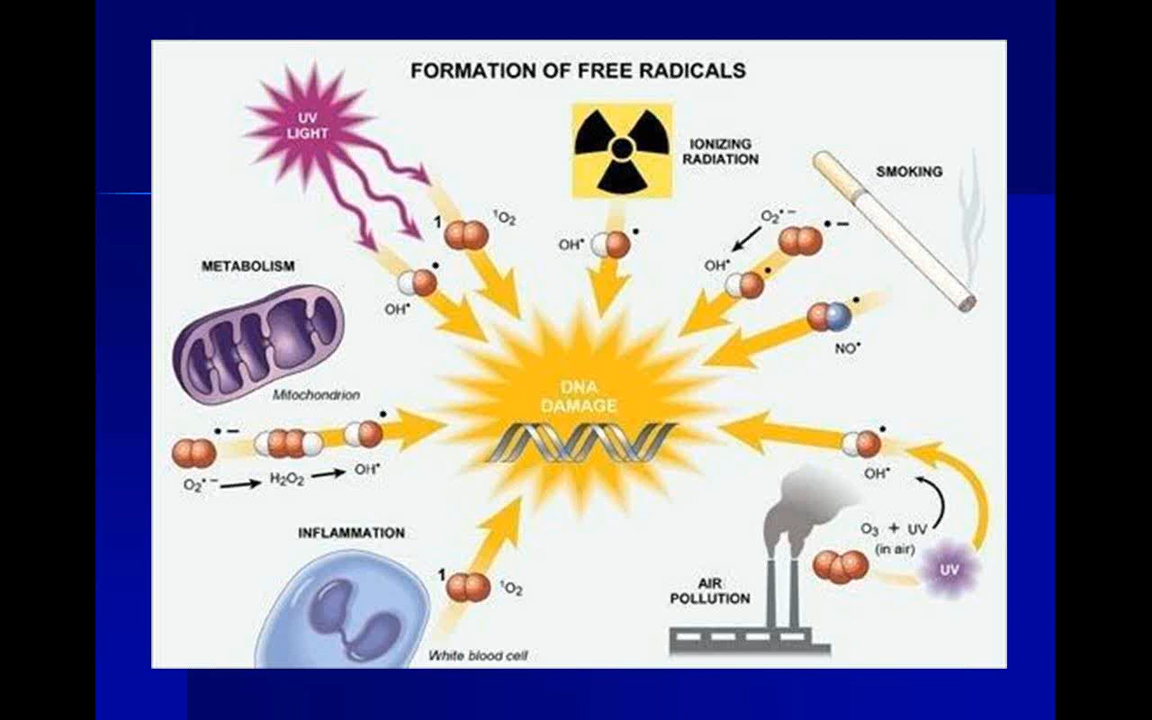 FORMATION OF FREE RADICALS
UV
LIGHT
IONIZING
RADIATION
SMOKING
1
¹O₂
OH•
O₂•−
• −
OH•
METABOLISM
OH•
NO•
DNA
DAMAGE
Mitochondrion
• −
O₂•− → H₂O₂ → OH•
OH•
O₃ + UV
(in air)
UV
INFLAMMATION
1
¹O₂
AIR
POLLUTION
White blood cell